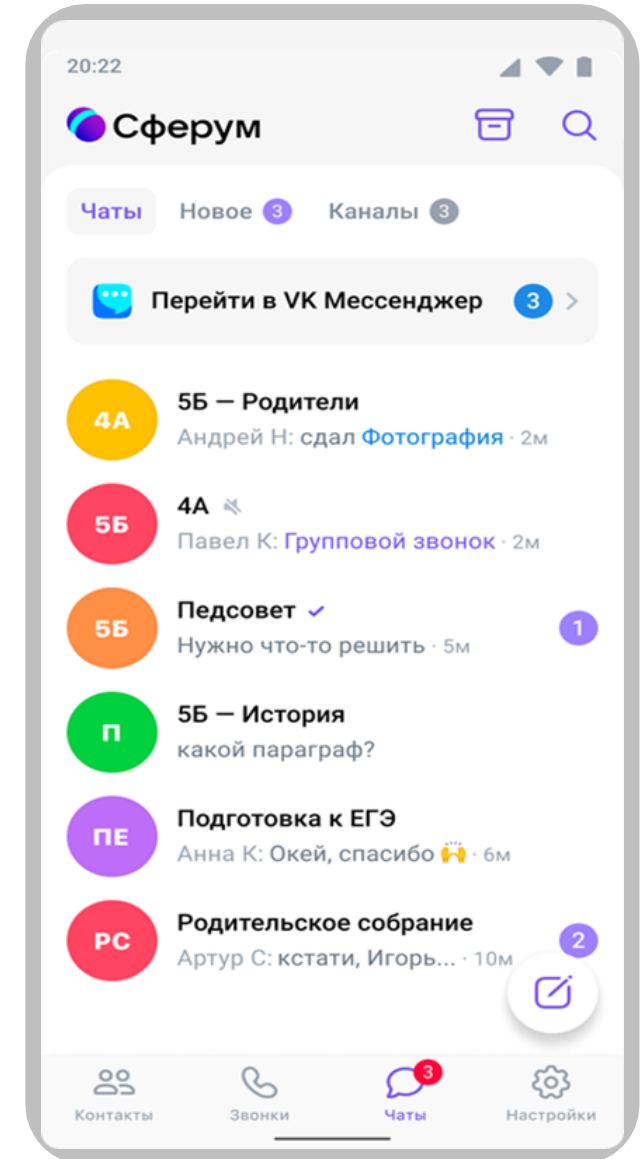 20:22
Сферум
Чаты Новое 3 Каналы 3
Перейти в VK Мессенджер 3
4А
5Б — Родители
Андрей Н: сдал Фотография · 2м
5Б
4А
Павел К: Групповой звонок · 2м
5Б
Педсовет
Нужно что-то решить · 5м
1
П
5Б — История
какой параграф?
ПЕ
Подготовка к ЕГЭ
Анна К: Окей, спасибо 🙌 · 6м
РС
Родительское собрание
Артур С: кстати, Игорь... · 10м
2
3
Контакты Звонки Чаты Настройки